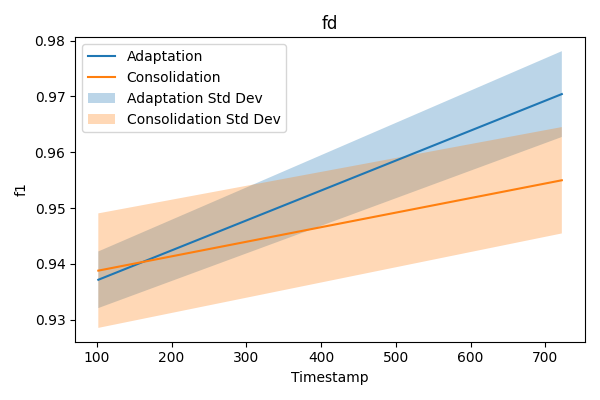 fd
0.98
0.97
0.96
0.95
0.94
0.93
f1
Adaptation
Consolidation
Adaptation Std Dev
Consolidation Std Dev
100 200 300 400 500 600 700
Timestamp